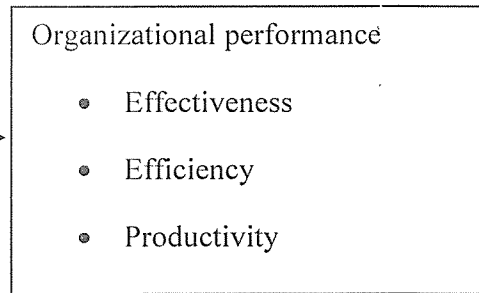 Organizational performance
• Effectiveness
• Efficiency
• Productivity